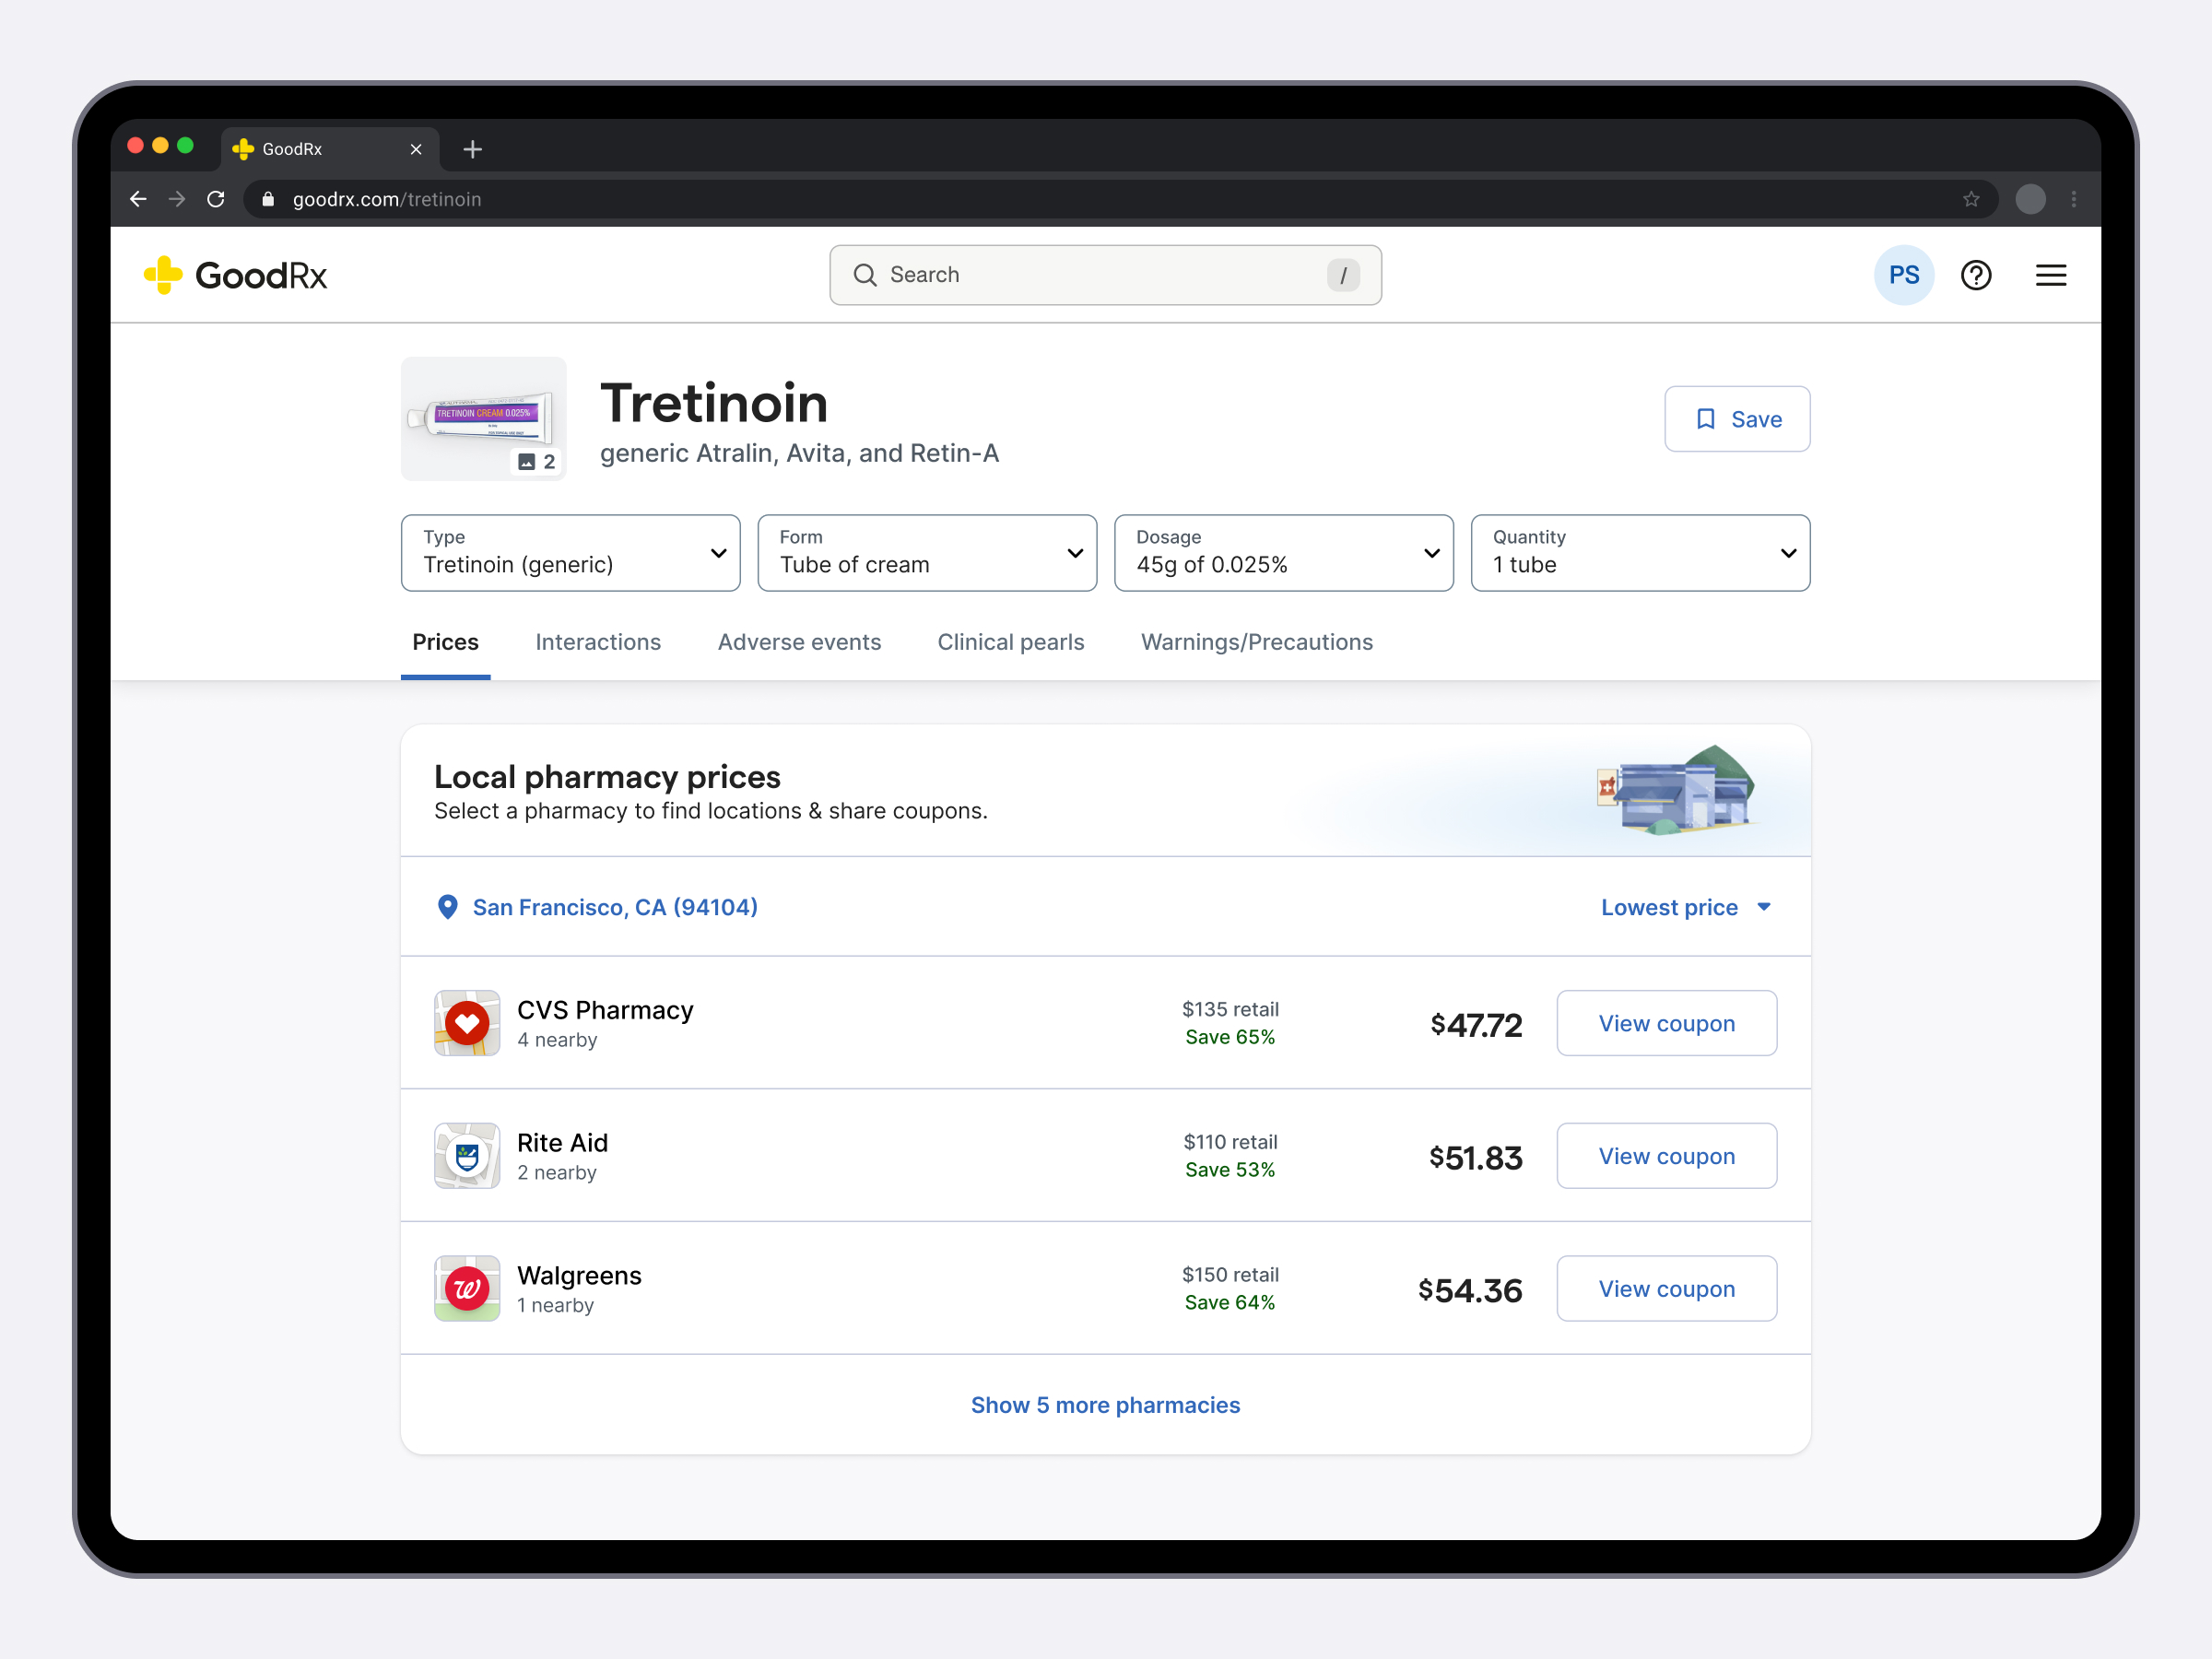 GoodRx
goodrx.com/tretinoin
GoodRx
Search
/
PS
TRETINOIN CREAM 0.025%
2
Tretinoin
generic Atralin, Avita, and Retin-A
Save
Type
Tretinoin (generic)
Form
Tube of cream
Dosage
45g of 0.025%
Quantity
1 tube
Prices
Interactions
Adverse events
Clinical pearls
Warnings/Precautions
Local pharmacy prices
Select a pharmacy to find locations & share coupons.
San Francisco, CA (94104)
Lowest price
CVS Pharmacy
4 nearby
$135 retail
Save 65%
$47.72
View coupon
Rite Aid
2 nearby
$110 retail
Save 53%
$51.83
View coupon
Walgreens
1 nearby
$150 retail
Save 64%
$54.36
View coupon
Show 5 more pharmacies